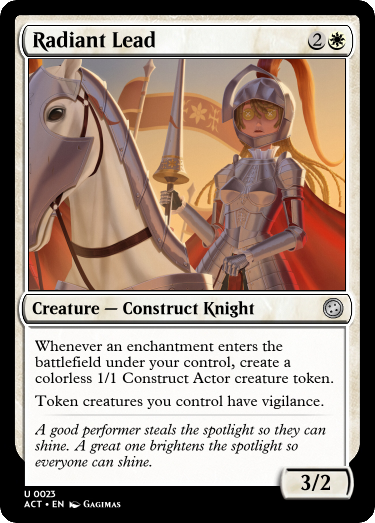 Radiant Lead 2
Creature — Construct Knight
Whenever an enchantment enters the
battlefield under your control, create a
colorless 1/1 Construct Actor creature token.
Token creatures you control have vigilance.
A good performer steals the spotlight so they can
shine. A great one brightens the spotlight so
everyone can shine.
3/2
U 0023
ACT • EN Gagimas